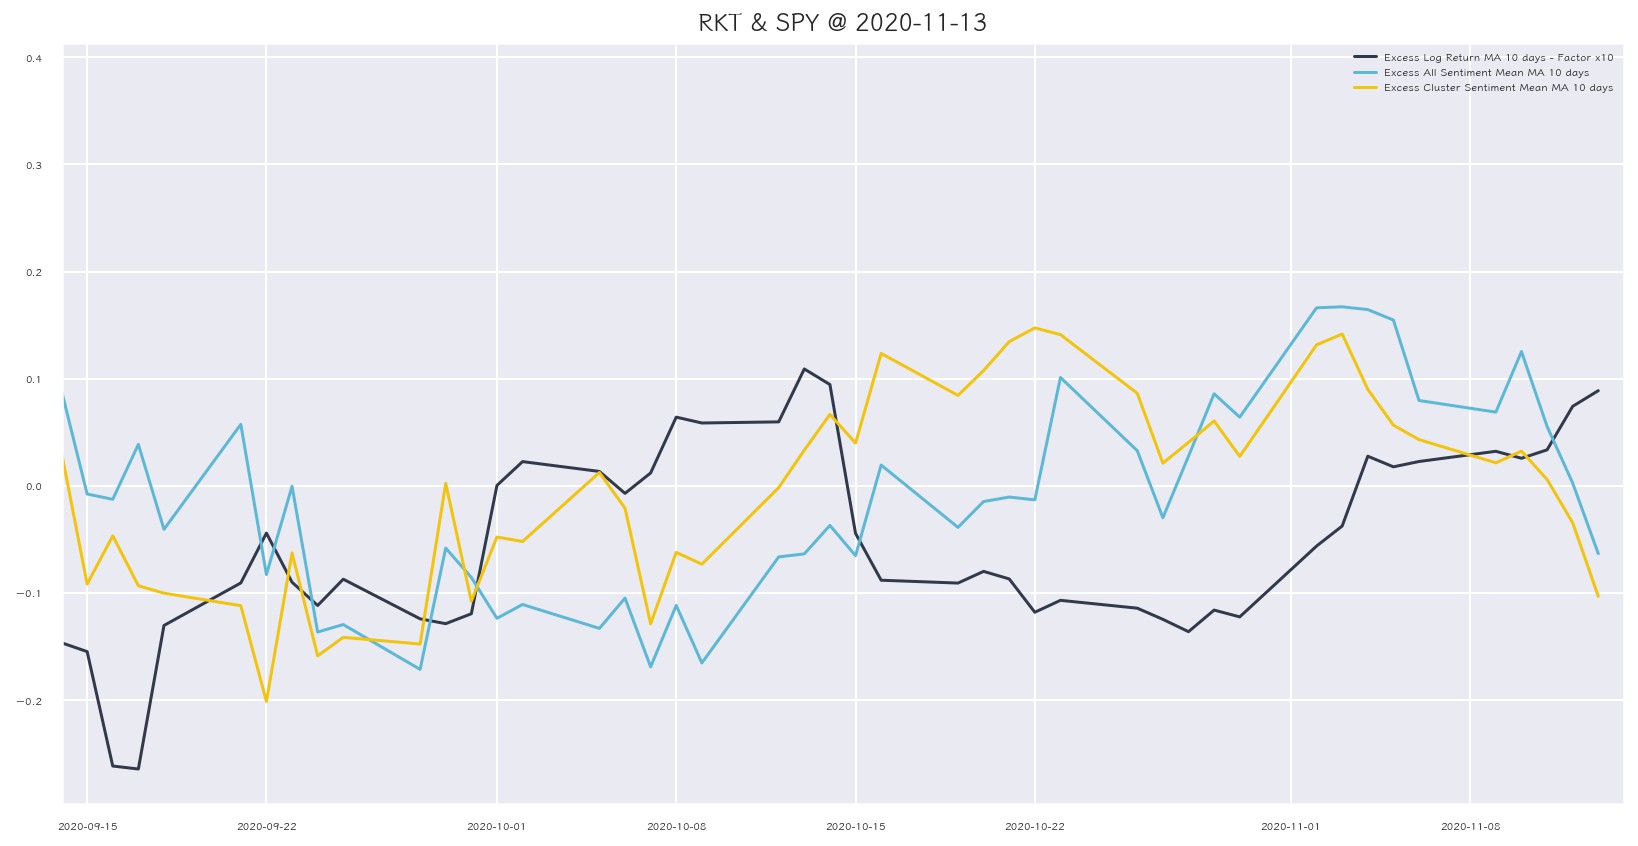 RKT & SPY @ 2020-11-13
Excess Log Return MA 10 days - Factor x10
Excess All Sentiment Mean MA 10 days
Excess Cluster Sentiment Mean MA 10 days
0.4
0.3
0.2
0.1
0.0
−0.1
−0.2
2020-09-15 2020-09-22 2020-10-01 2020-10-08 2020-10-15 2020-10-22 2020-11-01 2020-11-08